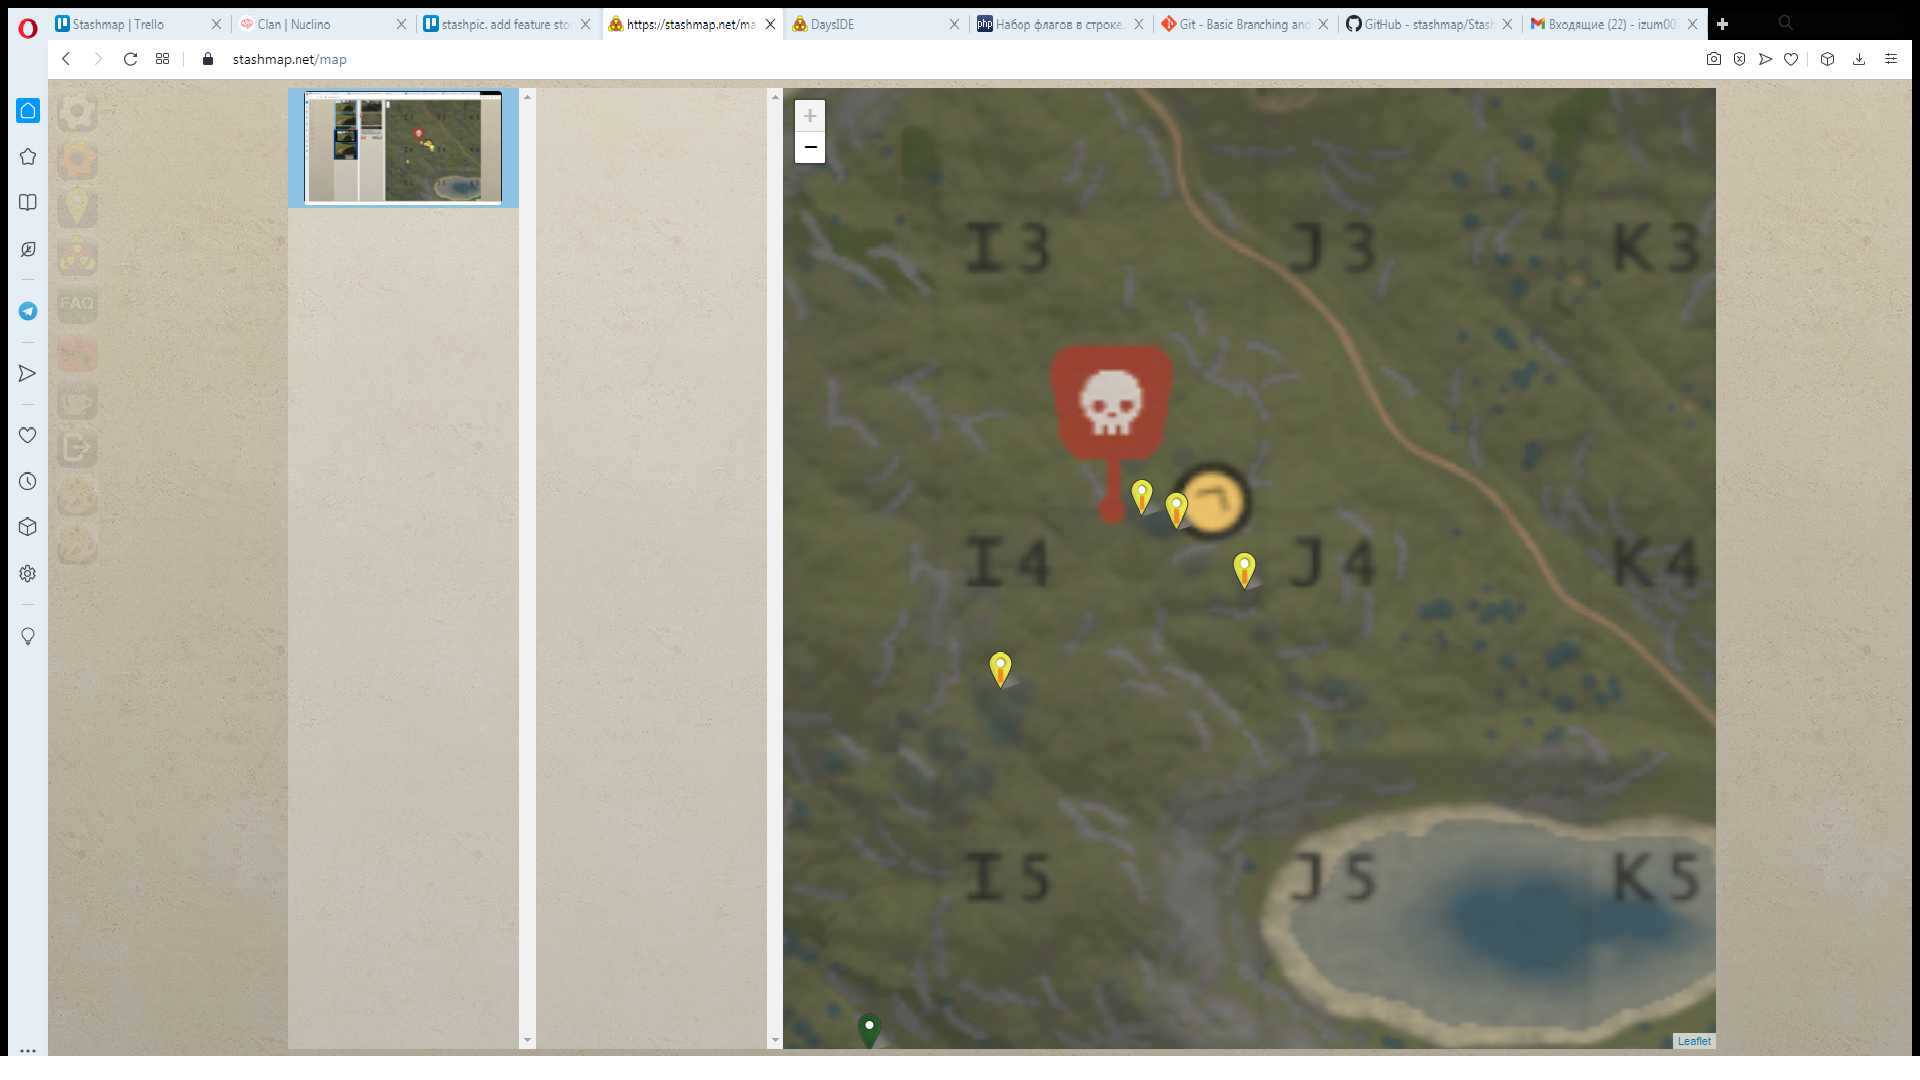 Stashmap | Trello
Clan | Nuclino
stashpic. add feature sto
https://stashmap.net/ma
DaysIDE
php
Набор флагов в строке.
Git - Basic Branching and
GitHub - stashmap/Stash
Входящие (22) - izum00
stashmap.net/map
FAQ
+
−
I3
J3
K3
I4
J4
K4
I5
J5
K5
Leaflet